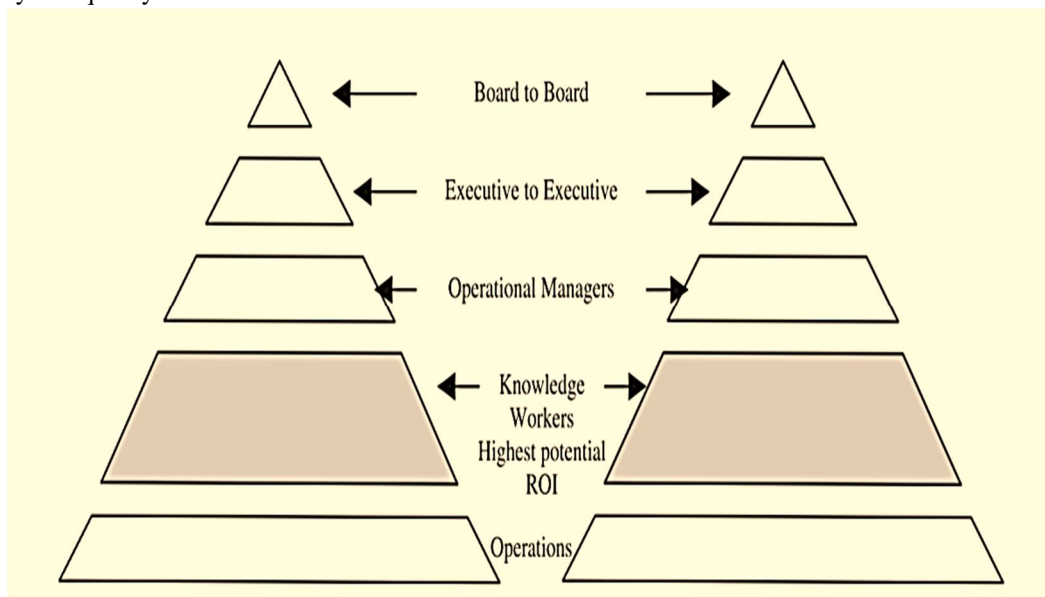 Board to Board
Executive to Executive
Operational Managers
Knowledge
Workers
Highest potential
ROI
Operations